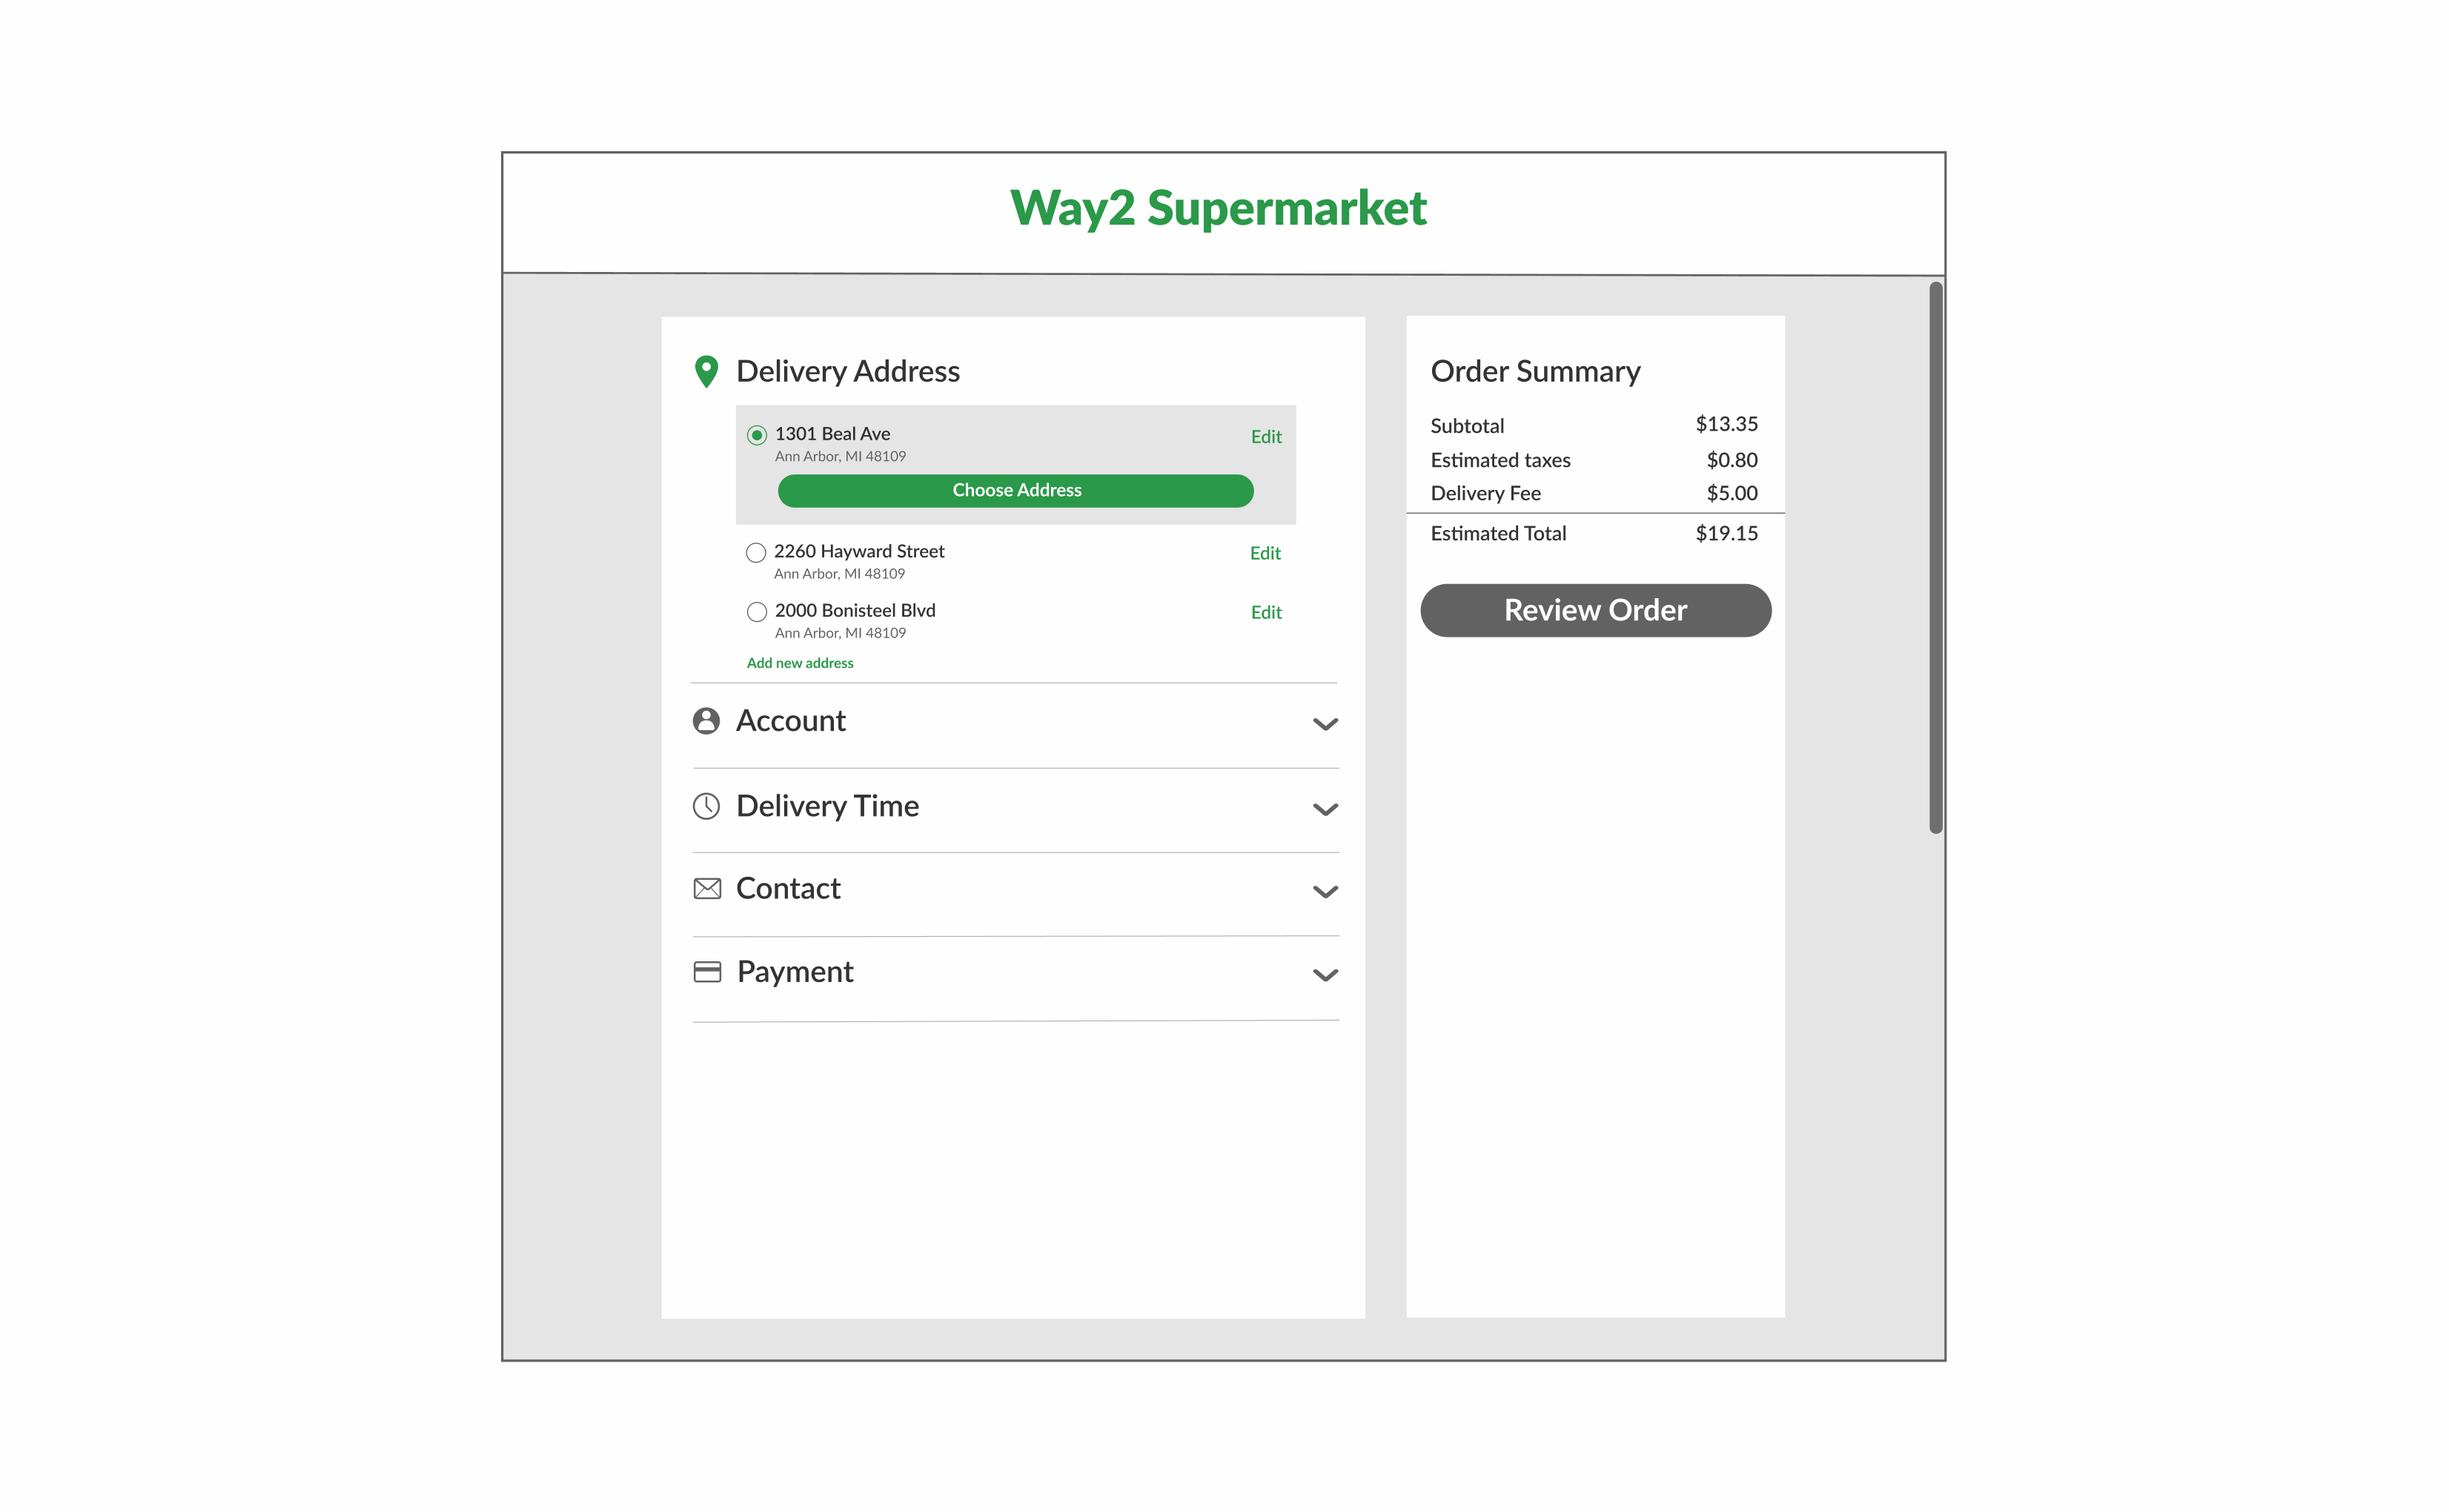 Way2 Supermarket
Delivery Address
1301 Beal Ave
Edit
Ann Arbor, MI 48109
Choose Address
2260 Hayward Street
Edit
Ann Arbor, MI 48109
2000 Bonisteel Blvd
Edit
Ann Arbor, MI 48109
Add new address
Account
Delivery Time
Contact
Payment
Order Summary
Subtotal $13.35
Estimated taxes $0.80
Delivery Fee $5.00
Estimated Total $19.15
Review Order